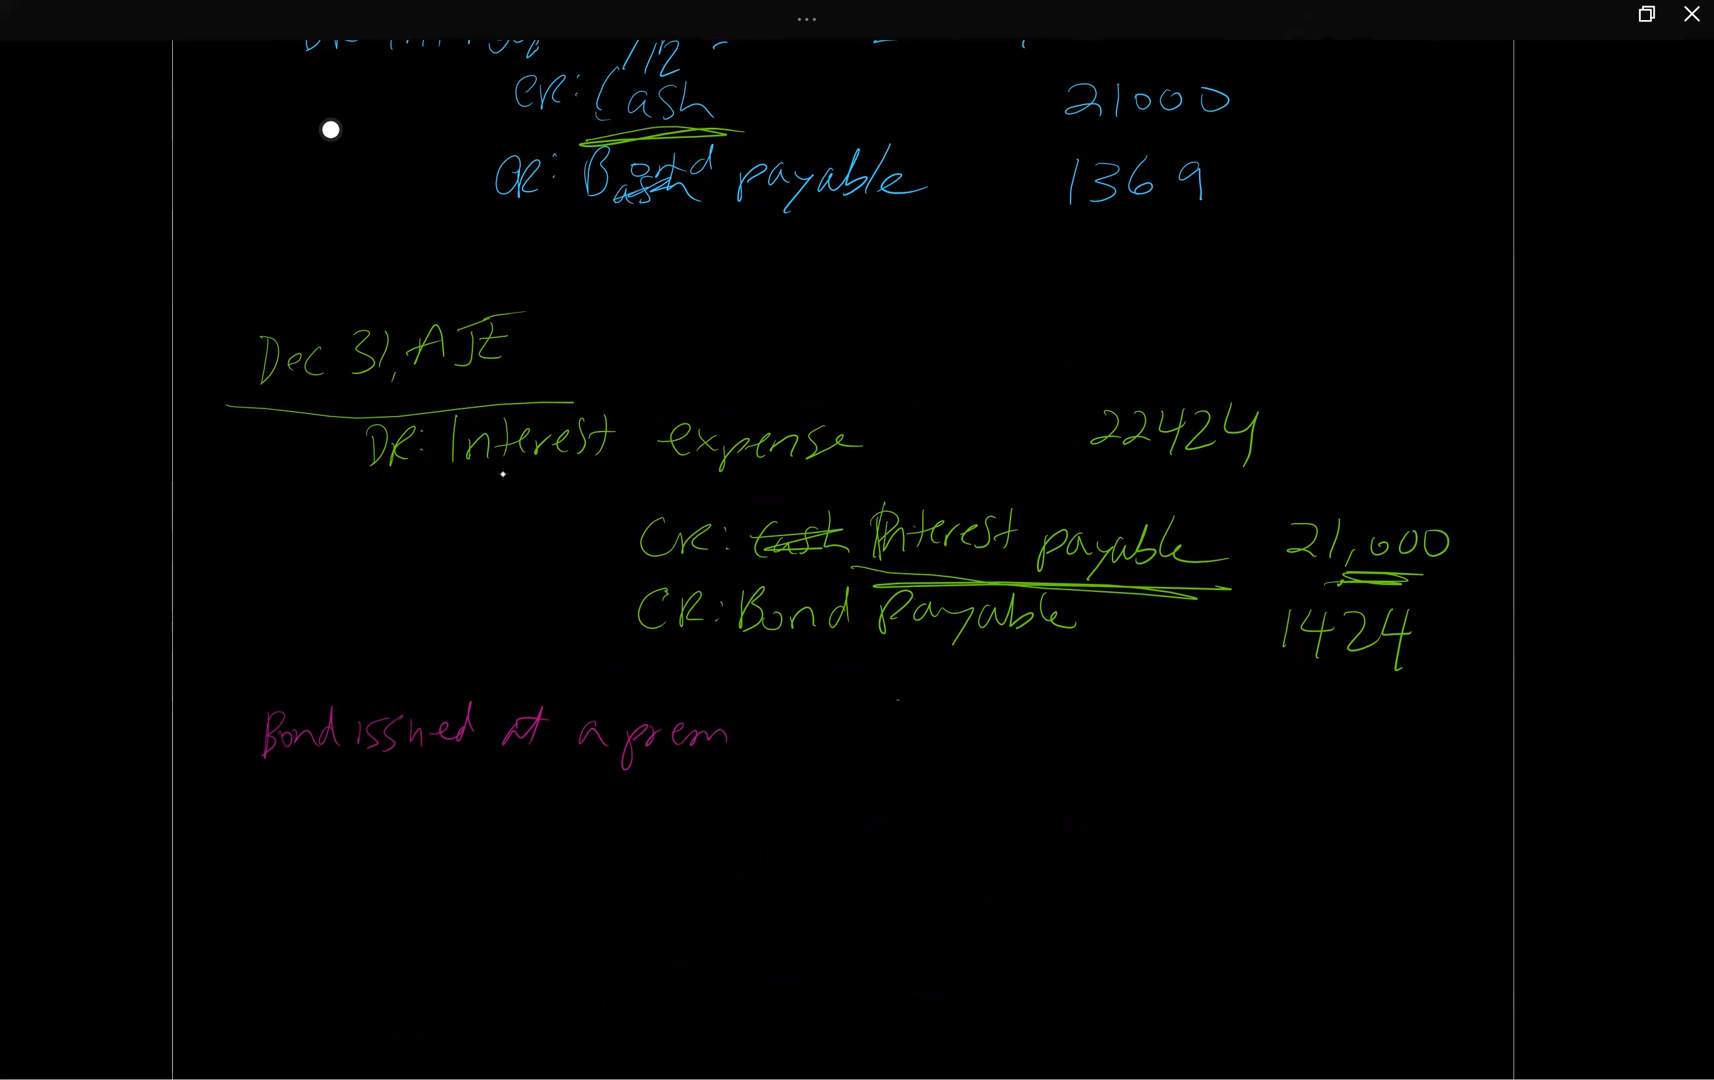 CR: Cash 21000
CR: Bond payable 1369
Dec 31, AJE
DR: Interest expense 22424
CR: Cash Interest payable 21,000
CR: Bond payable 1424
Bond issued at a prem